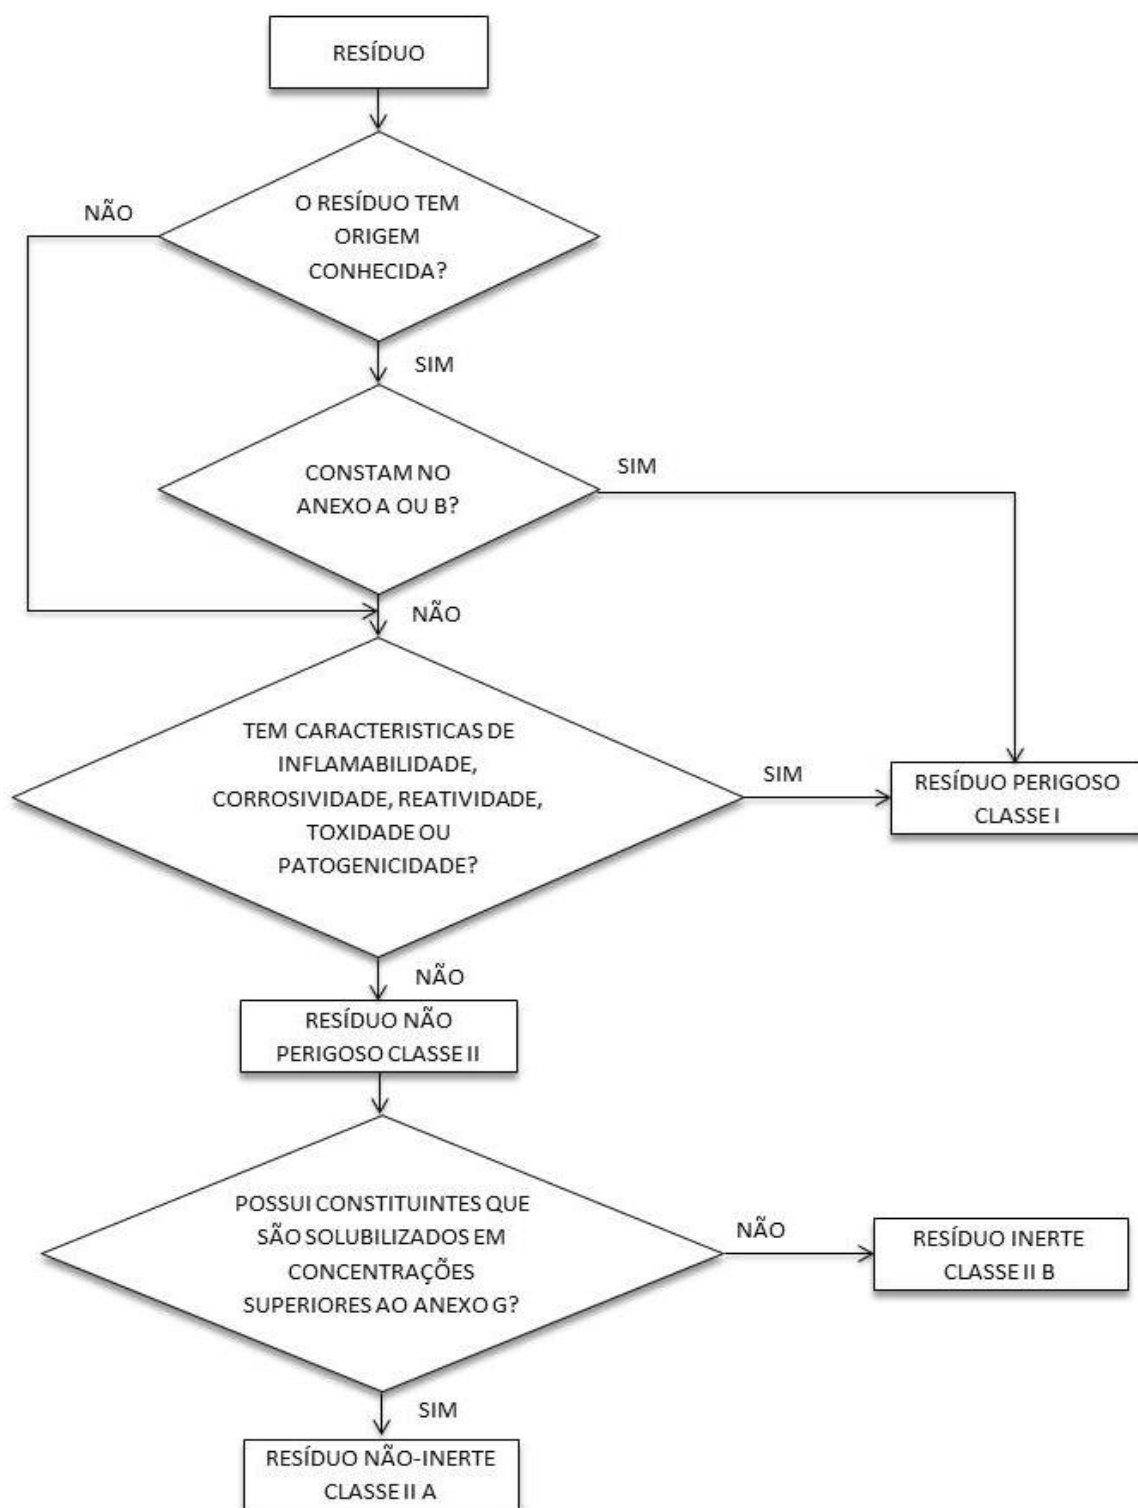 RESÍDUO
O RESÍDUO TEM
ORIGEM
CONHECIDA?
NÃO
SIM
CONSTAM NO
ANEXO A OU B?
SIM
NÃO
TEM CARACTERISTICAS DE
INFLAMABILIDADE,
CORROSIVIDADE, REATIVIDADE,
TOXIDADE OU
PATOGENICIDADE?
SIM
RESÍDUO PERIGOSO
CLASSE I
NÃO
RESÍDUO NÃO
PERIGOSO CLASSE II
POSSUI CONSTITUINTES QUE
SÃO SOLUBILIZADOS EM
CONCENTRAÇÕES
SUPERIORES AO ANEXO G?
NÃO
RESÍDUO INERTE
CLASSE II B
SIM
RESÍDUO NÃO-INERTE
CLASSE II A